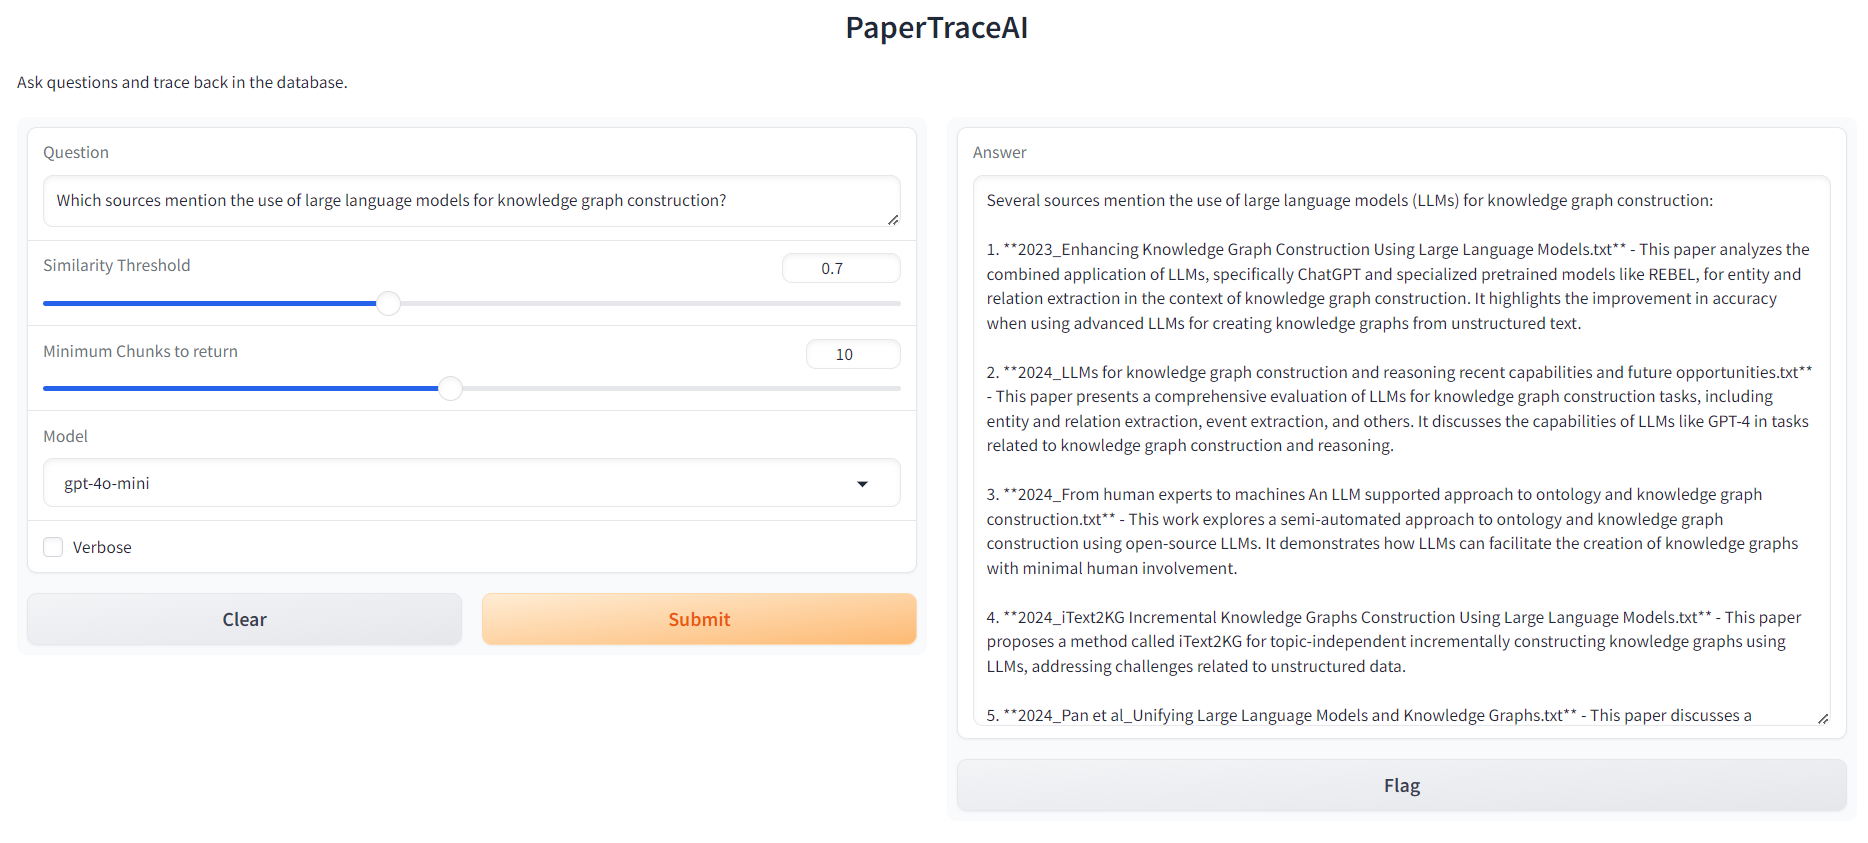 PaperTraceAI
Ask questions and trace back in the database.
Question
Which sources mention the use of large language models for knowledge graph construction?
Similarity Threshold
0.7
Minimum Chunks to return
10
Model
gpt-4o-mini
Verbose
Clear
Submit
Answer
Several sources mention the use of large language models (LLMs) for knowledge graph construction:
1. **2023_Enhancing Knowledge Graph Construction Using Large Language Models.txt** - This paper analyzes the
combined application of LLMs, specifically ChatGPT and specialized pretrained models like REBEL, for entity and
relation extraction in the context of knowledge graph construction. It highlights the improvement in accuracy
when using advanced LLMs for creating knowledge graphs from unstructured text.
2. **2024_LLMs for knowledge graph construction and reasoning recent capabilities and future opportunities.txt**
- This paper presents a comprehensive evaluation of LLMs for knowledge graph construction tasks, including
entity and relation extraction, event extraction, and others. It discusses the capabilities of LLMs like GPT-4 in tasks
related to knowledge graph construction and reasoning.
3. **2024_From human experts to machines An LLM supported approach to ontology and knowledge graph
construction.txt** - This work explores a semi-automated approach to ontology and knowledge graph
construction using open-source LLMs. It demonstrates how LLMs can facilitate the creation of knowledge graphs
with minimal human involvement.
4. **2024_iText2KG Incremental Knowledge Graphs Construction Using Large Language Models.txt** - This paper
proposes a method called iText2KG for topic-independent incrementally constructing knowledge graphs using
LLMs, addressing challenges related to unstructured data.
5. **2024_Pan et al_Unifying Large Language Models and Knowledge Graphs.txt** - This paper discusses a
Flag